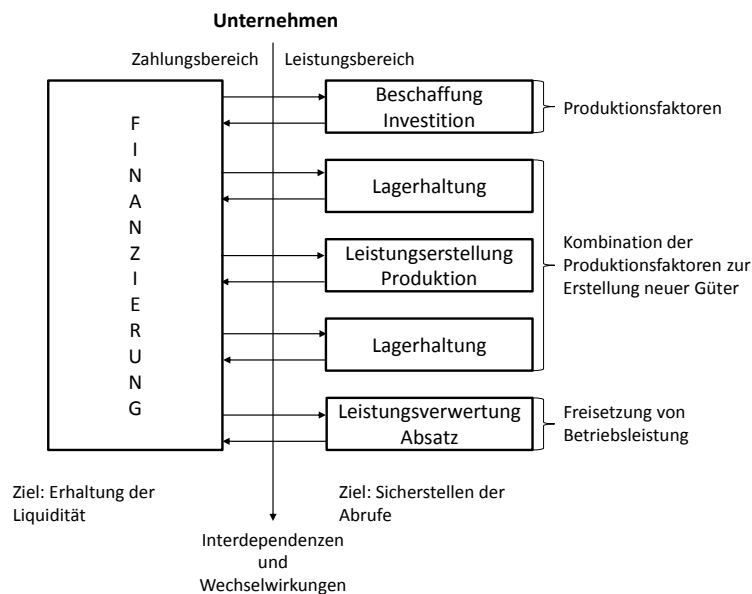 Unternehmen
Zahlungsbereich
Leistungsbereich
FINANZIERUNG
Beschaffung
Investition
Produktionsfaktoren
Lagerhaltung
Leistungserstellung
Produktion
Kombination der
Produktionsfaktoren zur
Erstellung neuer Güter
Lagerhaltung
Leistungsverwertung
Absatz
Freisetzung von
Betriebsleistung
Ziel: Erhaltung der
Liquidität
Ziel: Sicherstellen der
Abrufe
Interdependenzen
und
Wechselwirkungen